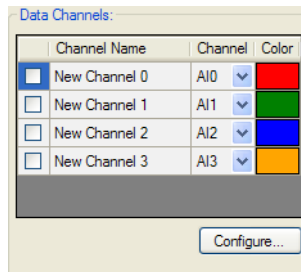 Data Channels:
Channel Name Channel Color
New Channel 0 AI0
New Channel 1 AI1
New Channel 2 AI2
New Channel 3 AI3
Configure...